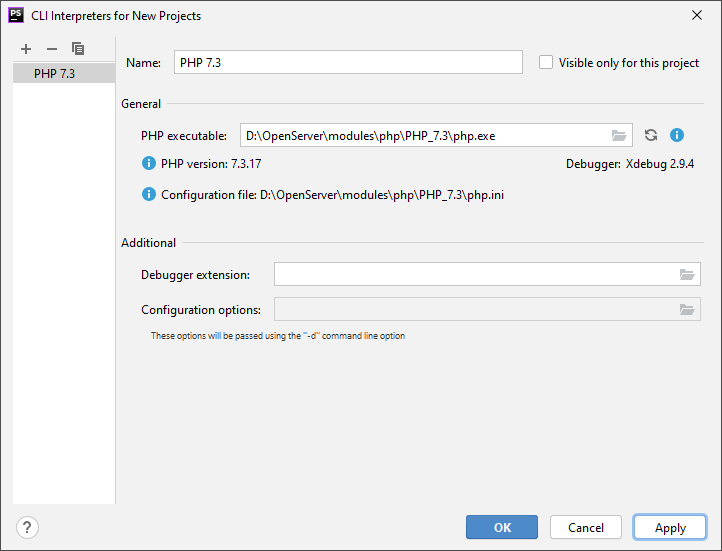 PS CLI Interpreters for New Projects
PHP 7.3
Name: PHP 7.3 Visible only for this project
General
PHP executable: D:\OpenServer\modules\php\PHP_7.3\php.exe
PHP version: 7.3.17 Debugger: Xdebug 2.9.4
Configuration file: D:\OpenServer\modules\php\PHP_7.3\php.ini
Additional
Debugger extension:
Configuration options:
These options will be passed using the "-d" command line option
? OK Cancel Apply